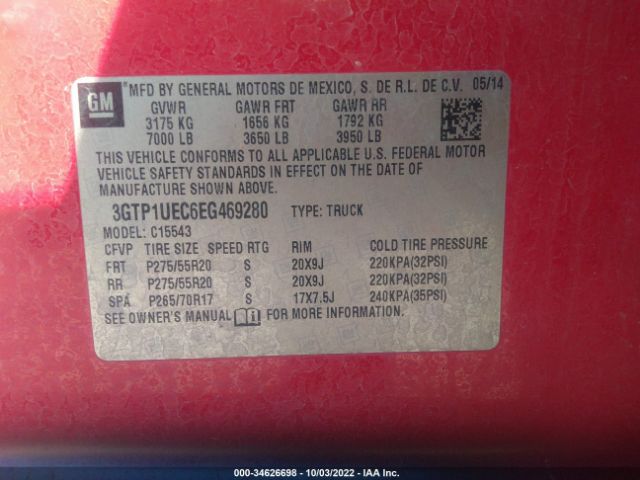 GM
MFD BY GENERAL MOTORS DE MEXICO, S. DE R.L. DE C.V. 05/14
GVWR GAWR FRT GAWR RR
3175 KG 1656 KG 1792 KG
7000 LB 3650 LB 3950 LB
THIS VEHICLE CONFORMS TO ALL APPLICABLE U.S. FEDERAL MOTOR
VEHICLE SAFETY STANDARDS IN EFFECT ON THE DATE OF
MANUFACTURE SHOWN ABOVE.
3GTP1UEC6EG469280 TYPE: TRUCK
MODEL: C15543
CFVP TIRE SIZE SPEED RTG RIM COLD TIRE PRESSURE
FRT P275/55R20 S 20X9J 220KPA(32PSI)
RR P275/55R20 S 20X9J 220KPA(32PSI)
SPA P265/70R17 S 17X7.5J 240KPA(35PSI)
SEE OWNER'S MANUAL FOR MORE INFORMATION.
000-34626698 - 10/03/2022 - IAA Inc.